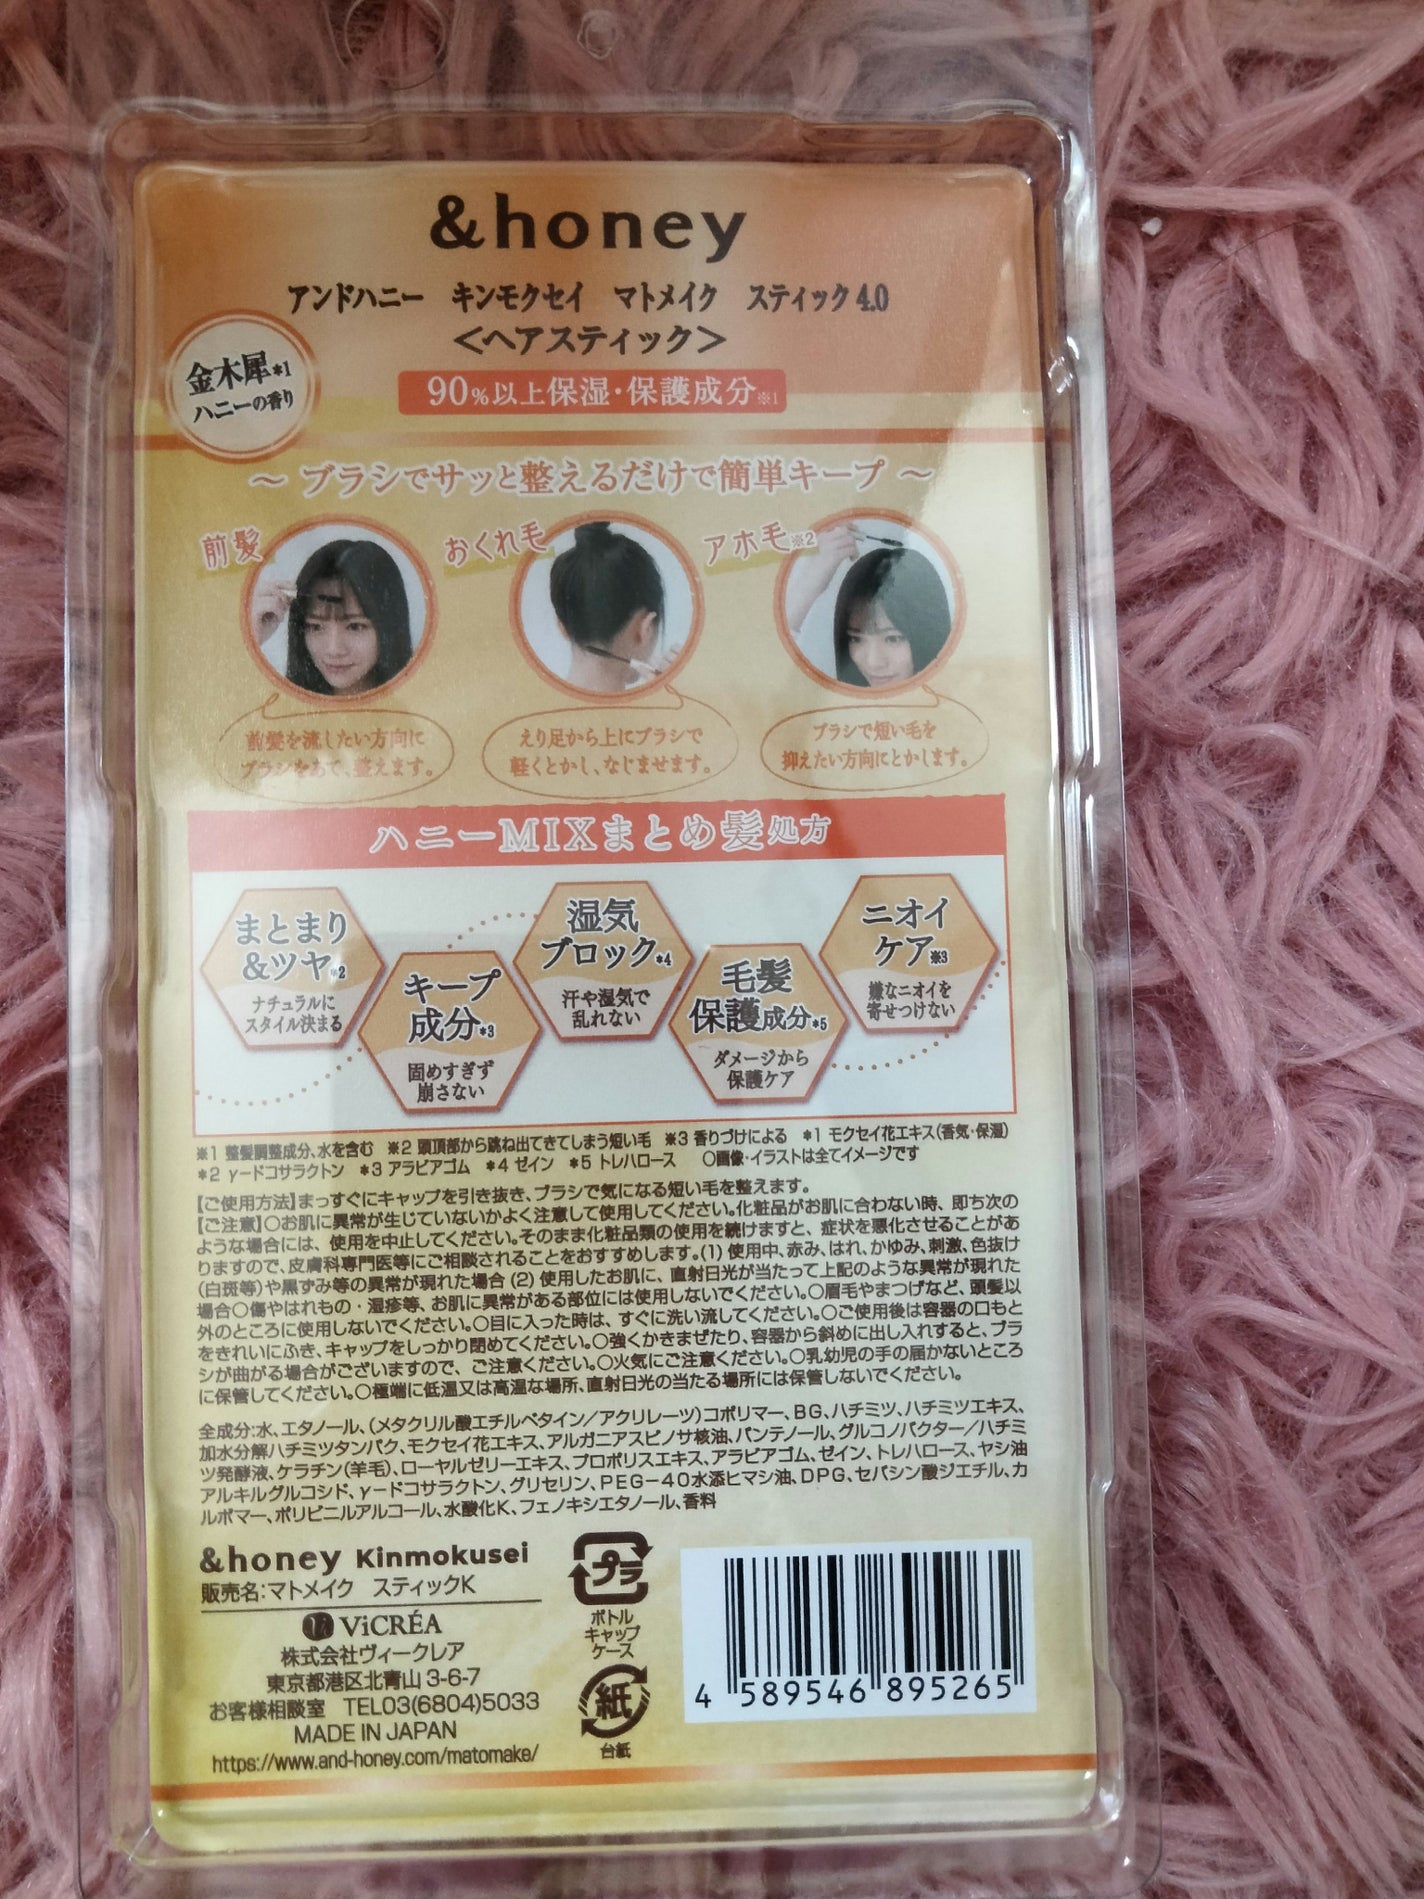 &honey
アンドハニー キンモクセイ マトメイク スティック4.0
＜ヘアスティック＞
金木犀*1
ハニーの香り
90%以上保湿・保護成分※1
～ ブラシでサッと整えるだけで簡単キープ ～
前髪
おくれ毛
アホ毛※2
前髪を流したい方向に
ブラシをあて、整えます。
えり足から上にブラシで
軽くとかし、なじませます。
ブラシで短い毛を
抑えたい方向にとかします。
ハニーMIXまとめ髪処方
まとまり
&ツヤ*2
ナチュラルに
スタイル決まる
キープ
成分*3
固めすぎず
崩さない
湿気
ブロック*4
汗や湿気で
乱れない
毛髪
保護成分*5
ダメージから
保護ケア
ニオイ
ケア※3
嫌なニオイを
寄せつけない
※1 整髪調整成分、水を含む ※2 頭頂部から跳ね出てきてしまう短い毛 ※3 香りづけによる *1 モクセイ花エキス(香気・保湿)
*2 γードコサラクトン *3 アラビアゴム *4 ゼイン *5 トレハロース ○画像・イラストは全てイメージです
【ご使用方法】まっすぐにキャップを引き抜き、ブラシで気になる短い毛を整えます。
【ご注意】○お肌に異常が生じていないかよく注意して使用してください。化粧品がお肌に合わない時、即ち次の
ような場合には、使用を中止してください。そのまま化粧品類の使用を続けますと、症状を悪化させることがあ
りますので、皮膚科専門医等にご相談されることをおすすめします。(1) 使用中、赤み、はれ、かゆみ、刺激、色抜け
(白斑等)や黒ずみ等の異常が現れた場合 (2) 使用したお肌に、直射日光が当たって上記のような異常が現れた
場合○傷やはれもの・湿疹等、お肌に異常がある部位には使用しないでください。○眉毛やまつげなど、頭髪以
外のところに使用しないでください。○目に入った時は、すぐに洗い流してください。○ご使用後は容器の口もと
をきれいにふき、キャップをしっかり閉めてください。○強くかきまぜたり、容器から斜めに出し入れすると、ブラ
シが曲がる場合がございますので、ご注意ください。○火気にご注意ください。○乳幼児の手の届かないところ
に保管してください。○極端に低温又は高温な場所、直射日光の当たる場所には保管しないでください。
全成分:水、エタノール、(メタクリル酸エチルベタイン／アクリレーツ)コポリマー、BG、ハチミツ、ハチミツエキス、
加水分解ハチミツタンパク、モクセイ花エキス、アルガニアスピノサ核油、パンテノール、グルコノバクター／ハチミ
ツ発酵液、ケラチン(羊毛)、ローヤルゼリーエキス、プロポリスエキス、アラビアゴム、ゼイン、トレハロース、ヤシ油
アルキルグルコシド、γードコサラクトン、グリセリン、PEG－40水添ヒマシ油、DPG、セバシン酸ジエチル、カ
ルボマー、ポリビニルアルコール、水酸化K、フェノキシエタノール、香料
&honey Kinmokusei
販売名:マトメイク スティックK
ViCRÉA
株式会社ヴィークレア
東京都港区北青山 3-6-7
お客様相談室 TEL03(6804)5033
MADE IN JAPAN
https://www.and-honey.com/matomake/
プラ
ボトル
キャップ
ケース
紙
台紙
4 589546 895265